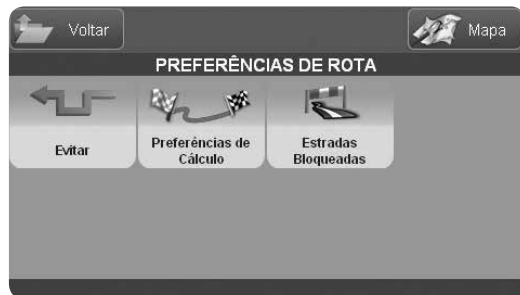 Voltar
Mapa
PREFERÊNCIAS DE ROTA
Evitar
Preferências de
Cálculo
Estradas
Bloqueadas